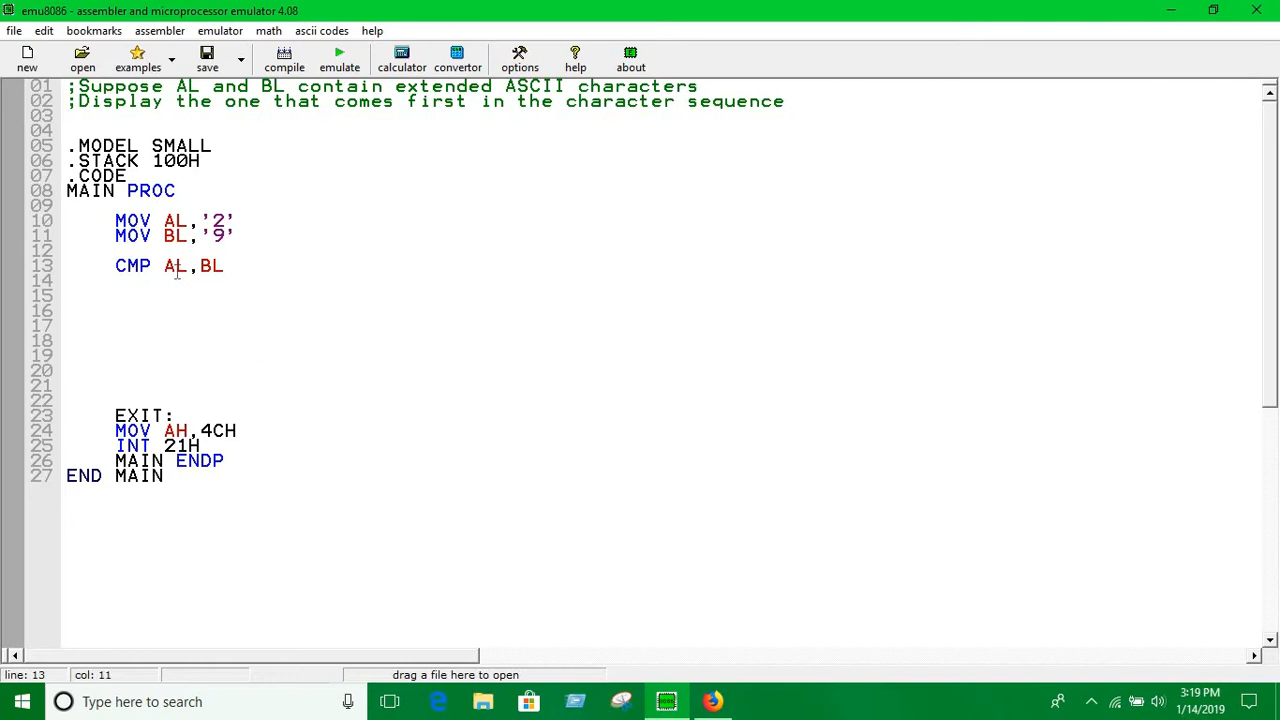 emu8086 - assembler and microprocessor emulator 4.08
file edit bookmarks assembler emulator math ascii codes help
new open examples save compile emulate calculator convertor options help about
01 ;Suppose AL and BL contain extended ASCII characters
02 ;Display the one that comes first in the character sequence
03
04
05 .MODEL SMALL
06 .STACK 100H
07 .CODE
08 MAIN PROC
09
10 MOV AL,'2'
11 MOV BL,'9'
12
13 CMP AL,BL
14
15
16
17
18
19
20
21
22
23 EXIT:
24 MOV AH,4CH
25 INT 21H
26 MAIN ENDP
27 END MAIN
line: 13 col: 11 drag a file here to open
Type here to search
3:19 PM
1/14/2019